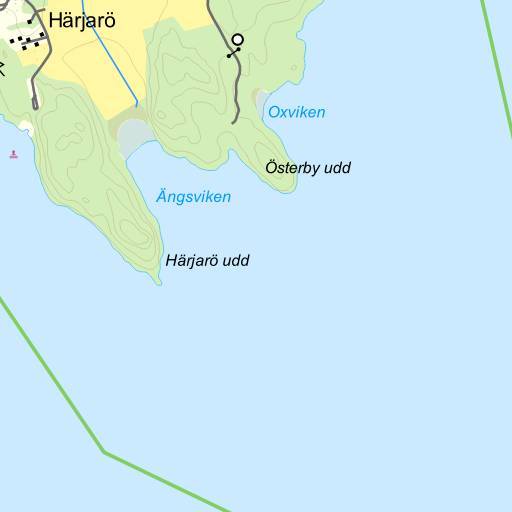 Härjarö
Oxviken
Österby udd
Ängsviken
Härjarö udd